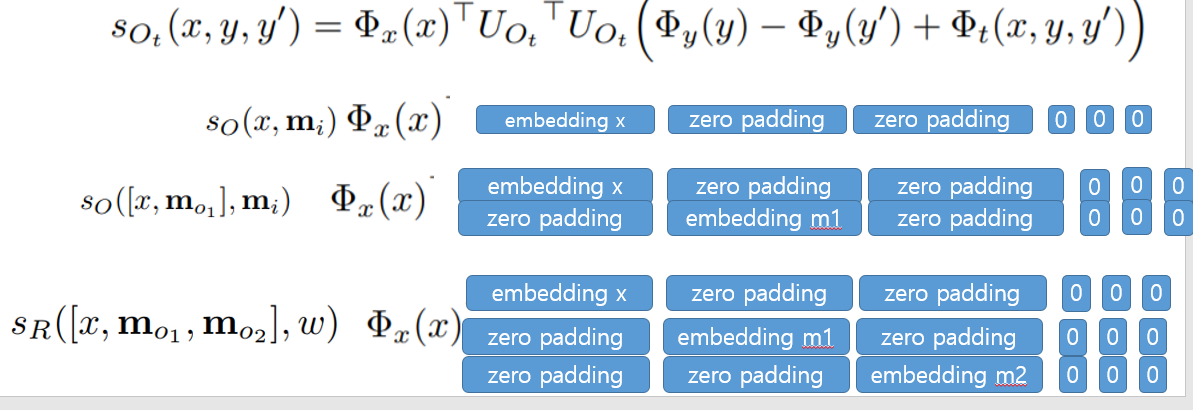 s_{O_t}(x, y, y′) = Φ_x(x)^⊤ U_{O_t}^⊤ U_{O_t} (Φ_y(y) − Φ_y(y′) + Φ_t(x, y, y′))
s_O(x, m_i) Φ_x(x) embedding x zero padding zero padding 0 0 0
s_O([x, m_{o_1}], m_i) Φ_x(x) embedding x zero padding zero padding 0 0 0
zero padding embedding m1 zero padding 0 0 0
embedding x zero padding zero padding 0 0 0
s_R([x, m_{o_1}, m_{o_2}], w) Φ_x(x) zero padding embedding m1 zero padding 0 0 0
zero padding zero padding embedding m2 0 0 0